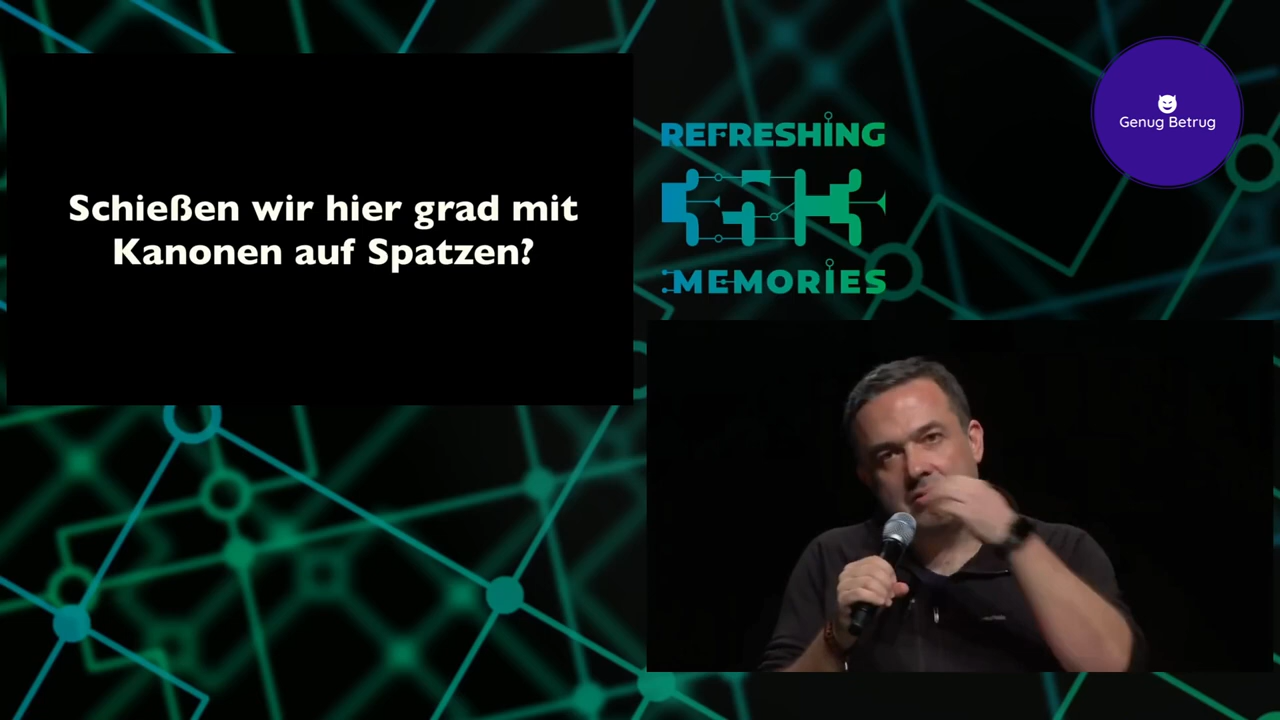 Schießen wir hier grad mit
Kanonen auf Spatzen?
REFRESHING
MEMORIES
Genug Betrug